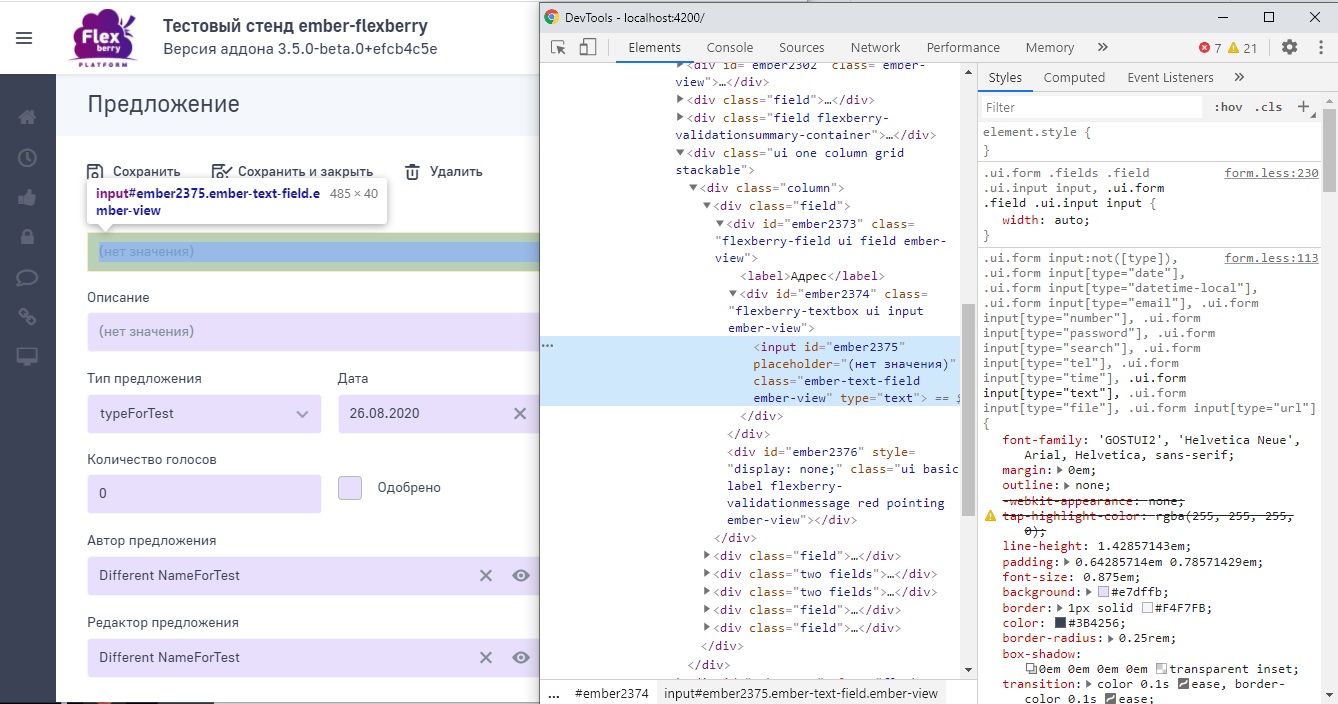 Flex
berry
PLATFORM
Тестовый стенд ember-flexberry
Версия аддона 3.5.0-beta.0+efcb4c5e
Предложение
Сохранить
Сохранить и закрыть
Удалить
input#ember2375.ember-text-field.e
mber-view
485 × 40
(нет значения)
Описание
(нет значения)
Тип предложения
Дата
typeForTest
26.08.2020
Количество голосов
0
Одобрено
Автор предложения
Different NameForTest
Редактор предложения
Different NameForTest
DevTools - localhost:4200/
Elements Console Sources Network Performance Memory » 7 21
<div id="ember2302" class="ember-
view">…</div>
<div class="field">…</div>
<div class="field flexberry-
validationsummary-container">…</div>
<div class="ui one column grid
stackable">
<div class="column">
<div class="field">
<div id="ember2373" class=
"flexberry-field ui field ember-
view">
<label>Адрес</label>
<div id="ember2374" class=
"flexberry-textbox ui input
ember-view">
<input id="ember2375"
placeholder="(нет значения)"
class="ember-text-field
ember-view" type="text"> == $
</div>
</div>
<div id="ember2376" style=
"display: none;" class="ui basic
label flexberry-
validationmessage red pointing
ember-view"></div>
</div>
<div class="field">…</div>
<div class="two fields">…</div>
<div class="two fields">…</div>
<div class="field">…</div>
<div class="field">…</div>
</div>
</div>
... #ember2374 input#ember2375.ember-text-field.ember-view
Styles Computed Event Listeners »
Filter :hov .cls +
element.style {
}
.ui.form .fields .field form.less:230
.ui.input input, .ui.form
.field .ui.input input {
width: auto;
}
.ui.form input:not([type]), form.less:113
.ui.form input[type="date"],
.ui.form input[type="datetime-local"],
.ui.form input[type="email"], .ui.form
input[type="number"], .ui.form
input[type="password"], .ui.form
input[type="search"], .ui.form
input[type="tel"], .ui.form
input[type="time"], .ui.form
input[type="text"], .ui.form
input[type="file"], .ui.form input[type="url"]
{
font-family: 'GOSTUI2', 'Helvetica Neue',
Arial, Helvetica, sans-serif;
margin: 0em;
outline: none;
-webkit-appearance: none;
tap-highlight-color: rgba(255, 255, 255,
0);
line-height: 1.42857143em;
padding: 0.64285714em 0.78571429em;
font-size: 0.875em;
background: #e7dffb;
border: 1px solid #F4F7FB;
color: #3B4256;
border-radius: 0.25rem;
box-shadow:
0em 0em 0em 0em transparent inset;
transition: color 0.1s ease, border-
color 0.1s ease;